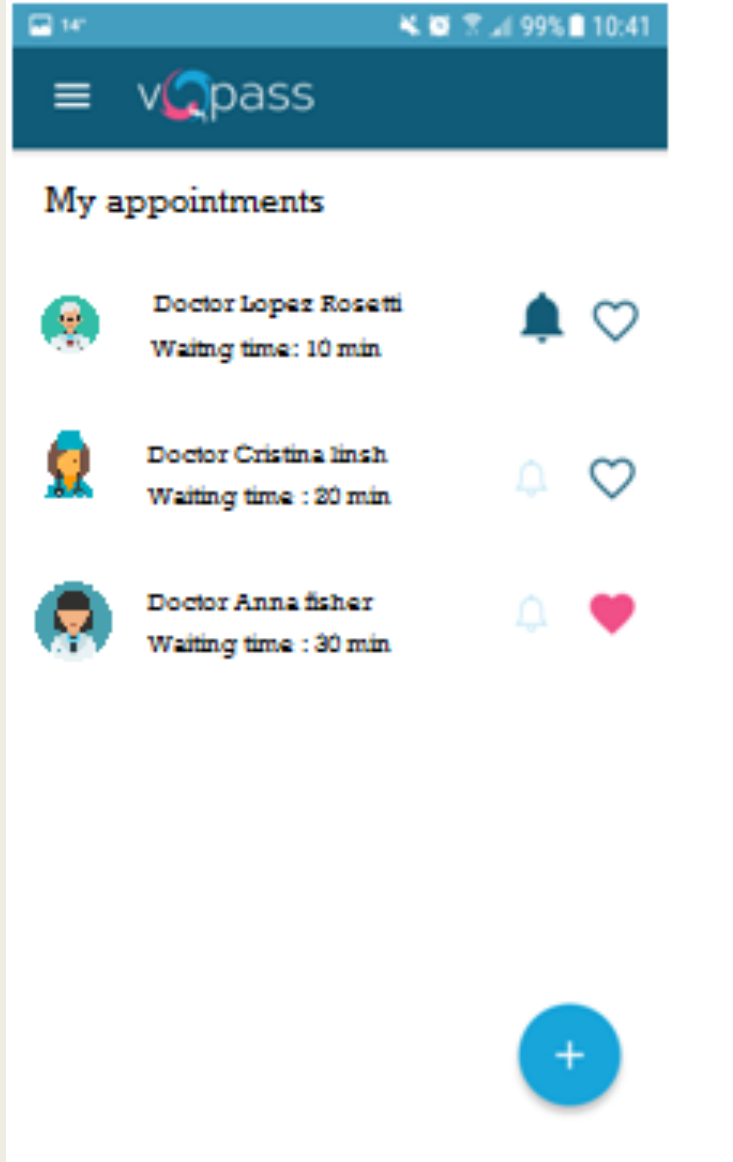 14°
99% 10:41
vQpass
My appointments
Doctor Lopez Rosetti
Waitng time: 10 min
Doctor Cristina linsh
Waiting time : 20 min
Doctor Anna fisher
Waiting time : 30 min
+